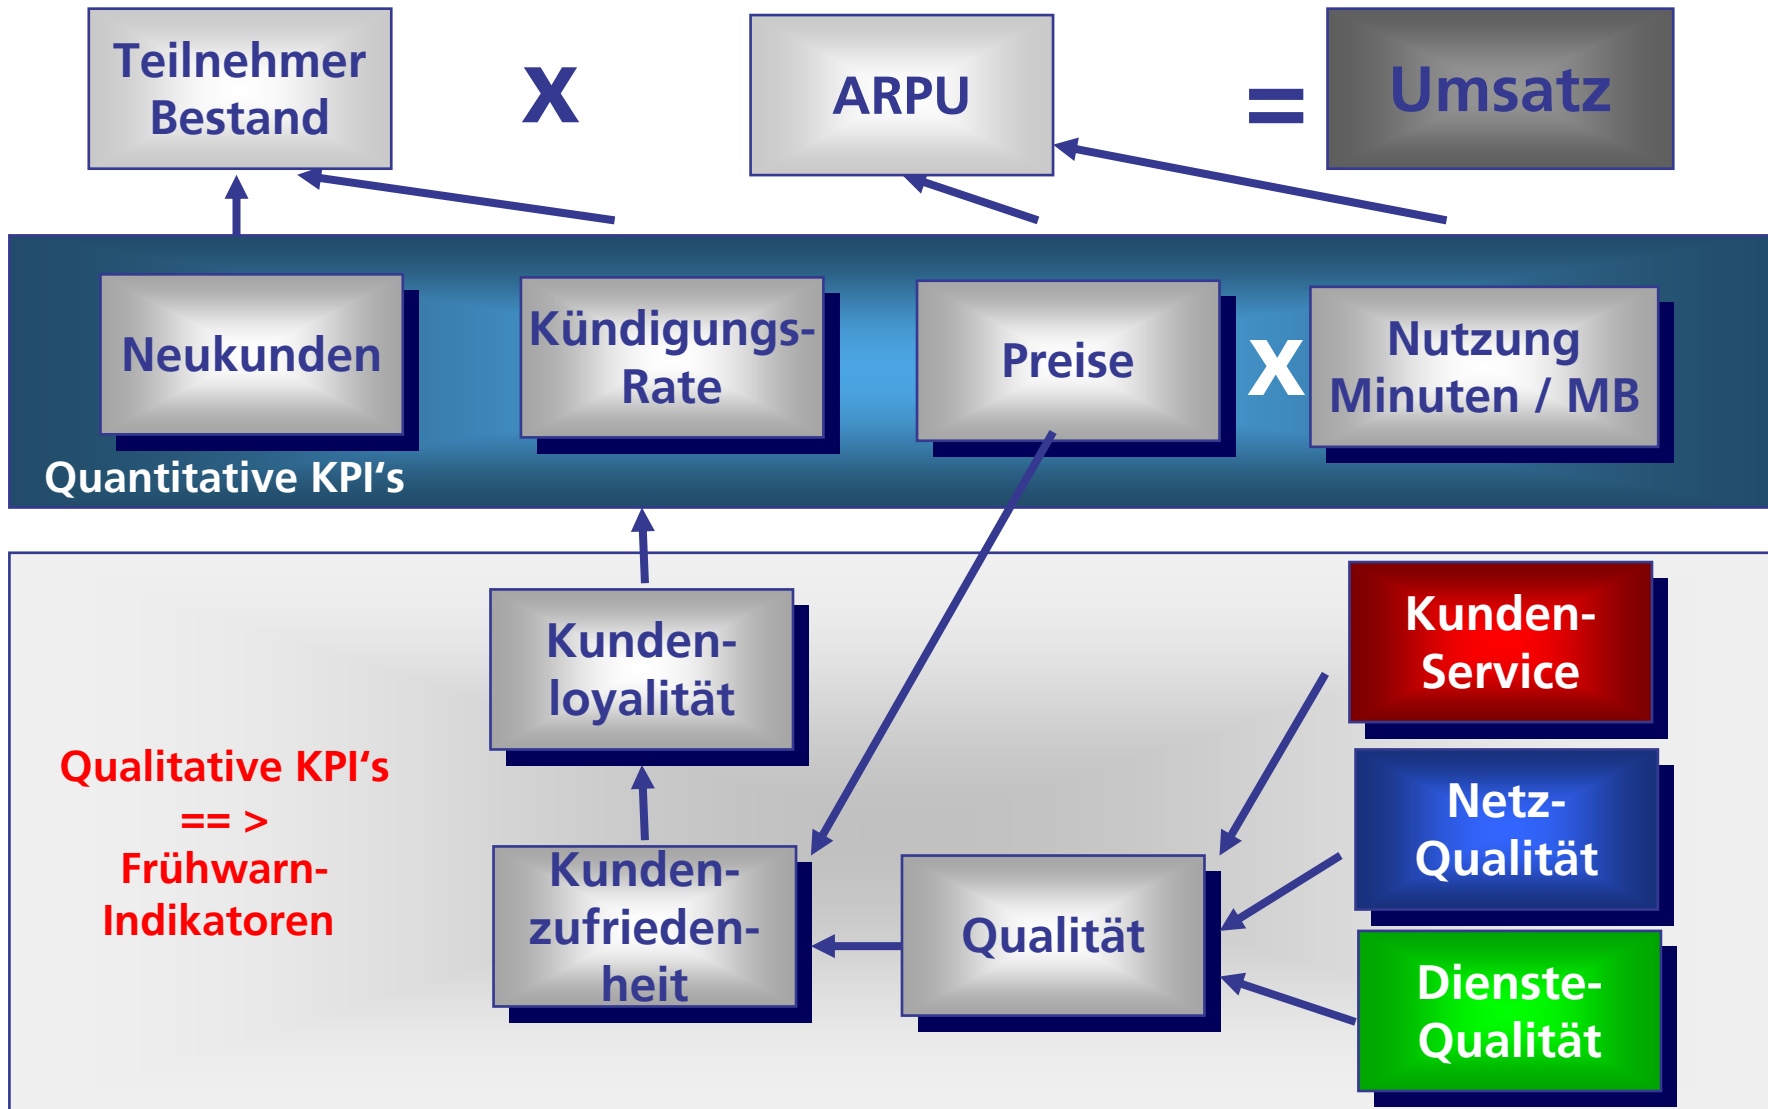 Teilnehmer
Bestand
x
ARPU
=
Umsatz
Neukunden
Kündigungs-
Rate
Preise
x
Nutzung
Minuten / MB
Quantitative KPI‘s
Kunden-
loyalität
Kunden-
Service
Qualitative KPI‘s
== >
Frühwarn-
Indikatoren
Netz-
Qualität
Kunden-
zufrieden-
heit
Qualität
Dienste-
Qualität